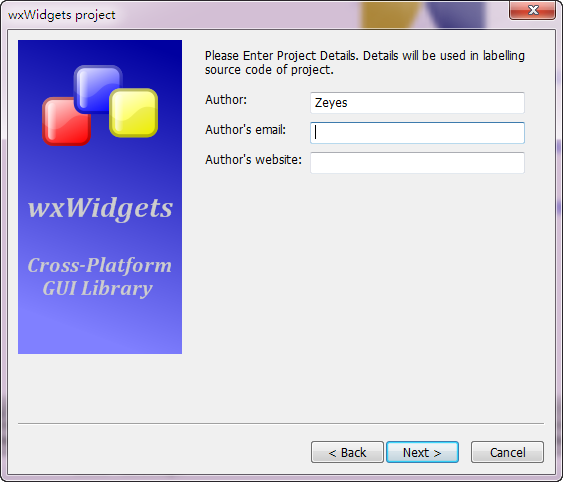 wxWidgets project
Please Enter Project Details. Details will be used in labelling
source code of project.
Author:
Zeyes
Author's email:
Author's website:
wxWidgets
Cross-Platform
GUI Library
< Back
Next >
Cancel